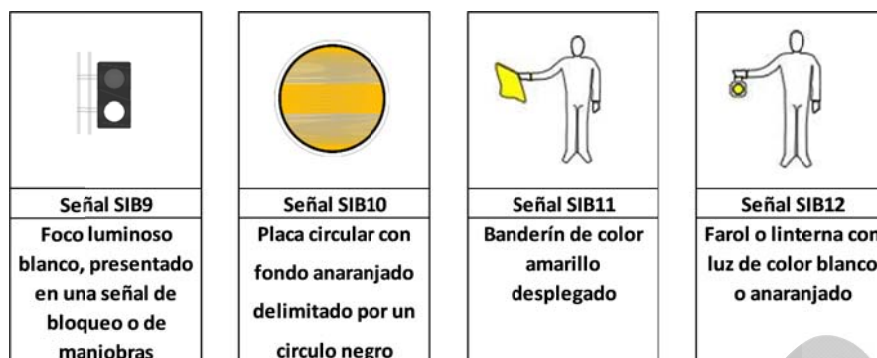 Señal SIB9
Foco luminoso
blanco, presentado
en una señal de
bloqueo o de
maniobras
Señal SIB10
Placa circular con
fondo anaranjado
delimitado por un
circulo negro
Señal SIB11
Banderín de color
amarillo
desplegado
Señal SIB12
Farol o linterna con
luz de color blanco
o anaranjado